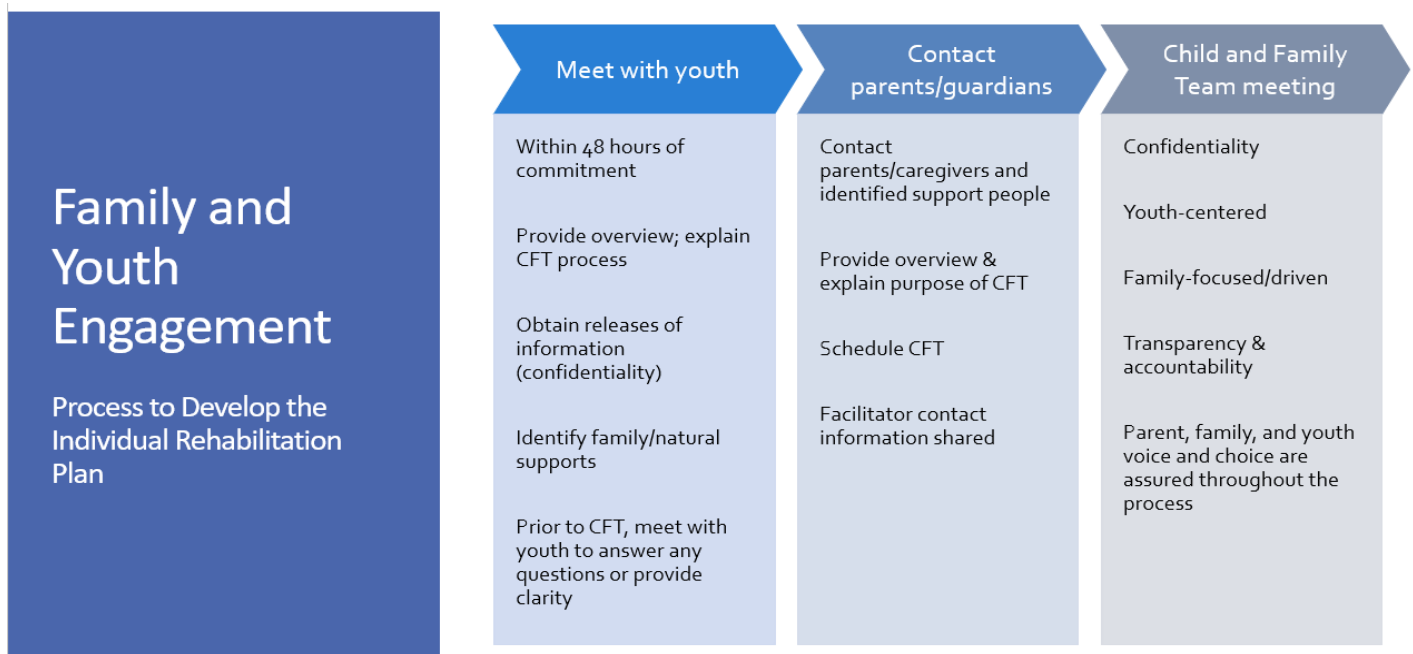 Family and
Youth
Engagement
Process to Develop the
Individual Rehabilitation
Plan
Meet with youth
Within 48 hours of
commitment
Provide overview; explain
CFT process
Obtain releases of
information
(confidentiality)
Identify family/natural
supports
Prior to CFT, meet with
youth to answer any
questions or provide
clarity
Contact
parents/guardians
Contact
parents/caregivers and
identified support people
Provide overview &
explain purpose of CFT
Schedule CFT
Facilitator contact
information shared
Child and Family
Team meeting
Confidentiality
Youth-centered
Family-focused/driven
Transparency &
accountability
Parent, family, and youth
voice and choice are
assured throughout the
process